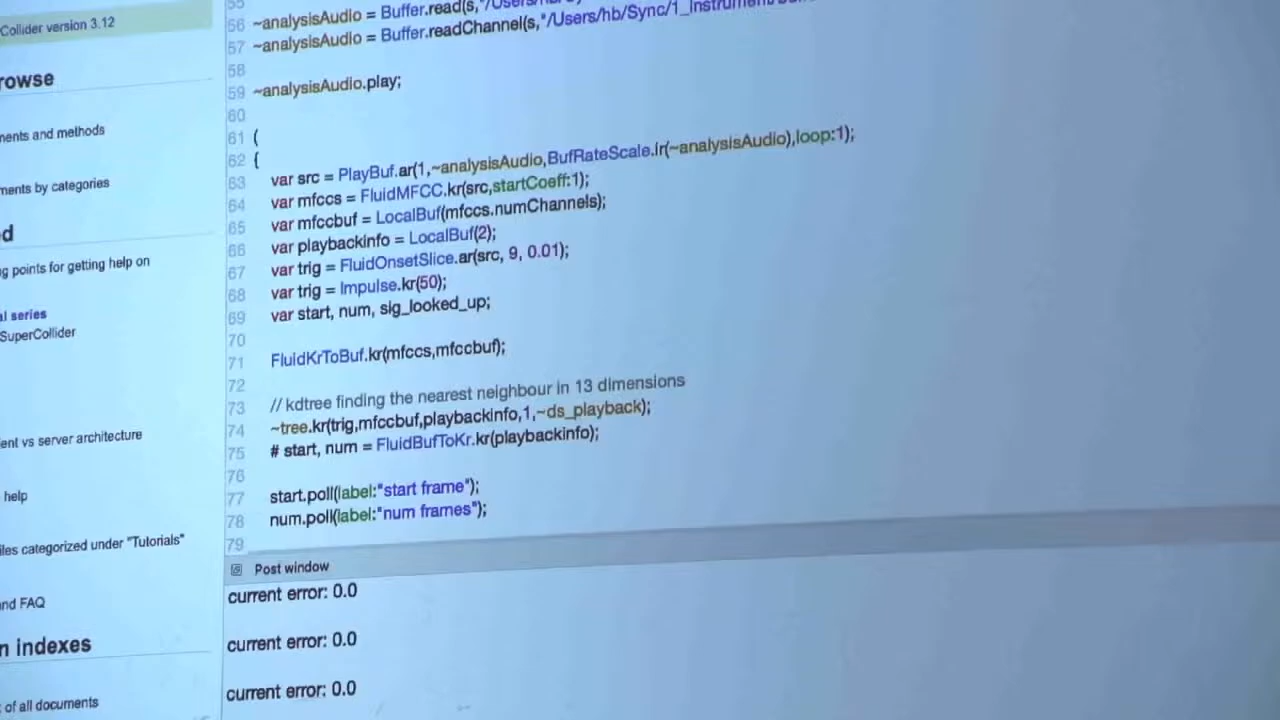 Collider version 3.12
rowse
ments and methods
ments by categories
d
g points for getting help on
al series
SuperCollider
ent vs server architecture
help
iles categorized under "Tutorials"
and FAQ
n indexes
of all documents
55
56 ~analysisAudio = Buffer.read(s,"/Users/hb/
57 ~analysisAudio = Buffer.readChannel(s,"/Users/hb/Sync/1_Instrument
58
59 ~analysisAudio.play;
60
61 (
62 {
63 var src = PlayBuf.ar(1,~analysisAudio,BufRateScale.ir(~analysisAudio),loop:1);
64 var mfccs = FluidMFCC.kr(src,startCoeff:1);
65 var mfccbuf = LocalBuf(mfccs.numChannels);
66 var playbackinfo = LocalBuf(2);
67 var trig = FluidOnsetSlice.ar(src, 9, 0.01);
68 var trig = Impulse.kr(50);
69 var start, num, sig_looked_up;
70
71 FluidKrToBuf.kr(mfccs,mfccbuf);
72
73 // kdtree finding the nearest neighbour in 13 dimensions
74 ~tree.kr(trig,mfccbuf,playbackinfo,1,~ds_playback);
75 # start, num = FluidBufToKr.kr(playbackinfo);
76
77 start.poll(label:"start frame");
78 num.poll(label:"num frames");
79
Post window
current error: 0.0
current error: 0.0
current error: 0.0